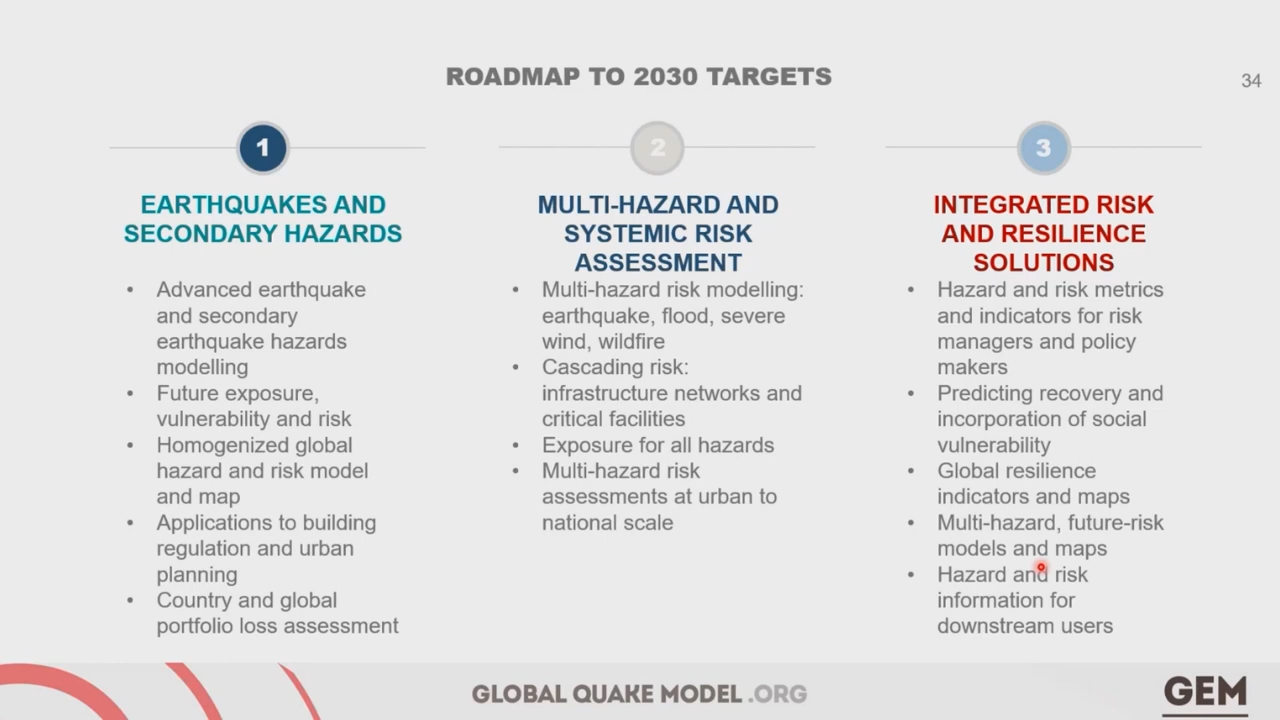 ROADMAP TO 2030 TARGETS
34
1
EARTHQUAKES AND
SECONDARY HAZARDS
• Advanced earthquake
and secondary
earthquake hazards
modelling
• Future exposure,
vulnerability and risk
• Homogenized global
hazard and risk model
and map
• Applications to building
regulation and urban
planning
• Country and global
portfolio loss assessment
2
MULTI-HAZARD AND
SYSTEMIC RISK
ASSESSMENT
• Multi-hazard risk modelling:
earthquake, flood, severe
wind, wildfire
• Cascading risk:
infrastructure networks and
critical facilities
• Exposure for all hazards
• Multi-hazard risk
assessments at urban to
national scale
3
INTEGRATED RISK
AND RESILIENCE
SOLUTIONS
• Hazard and risk metrics
and indicators for risk
managers and policy
makers
• Predicting recovery and
incorporation of social
vulnerability
• Global resilience
indicators and maps
• Multi-hazard, future-risk
models and maps
• Hazard and risk
information for
downstream users
GLOBAL QUAKE MODEL .ORG
GEM